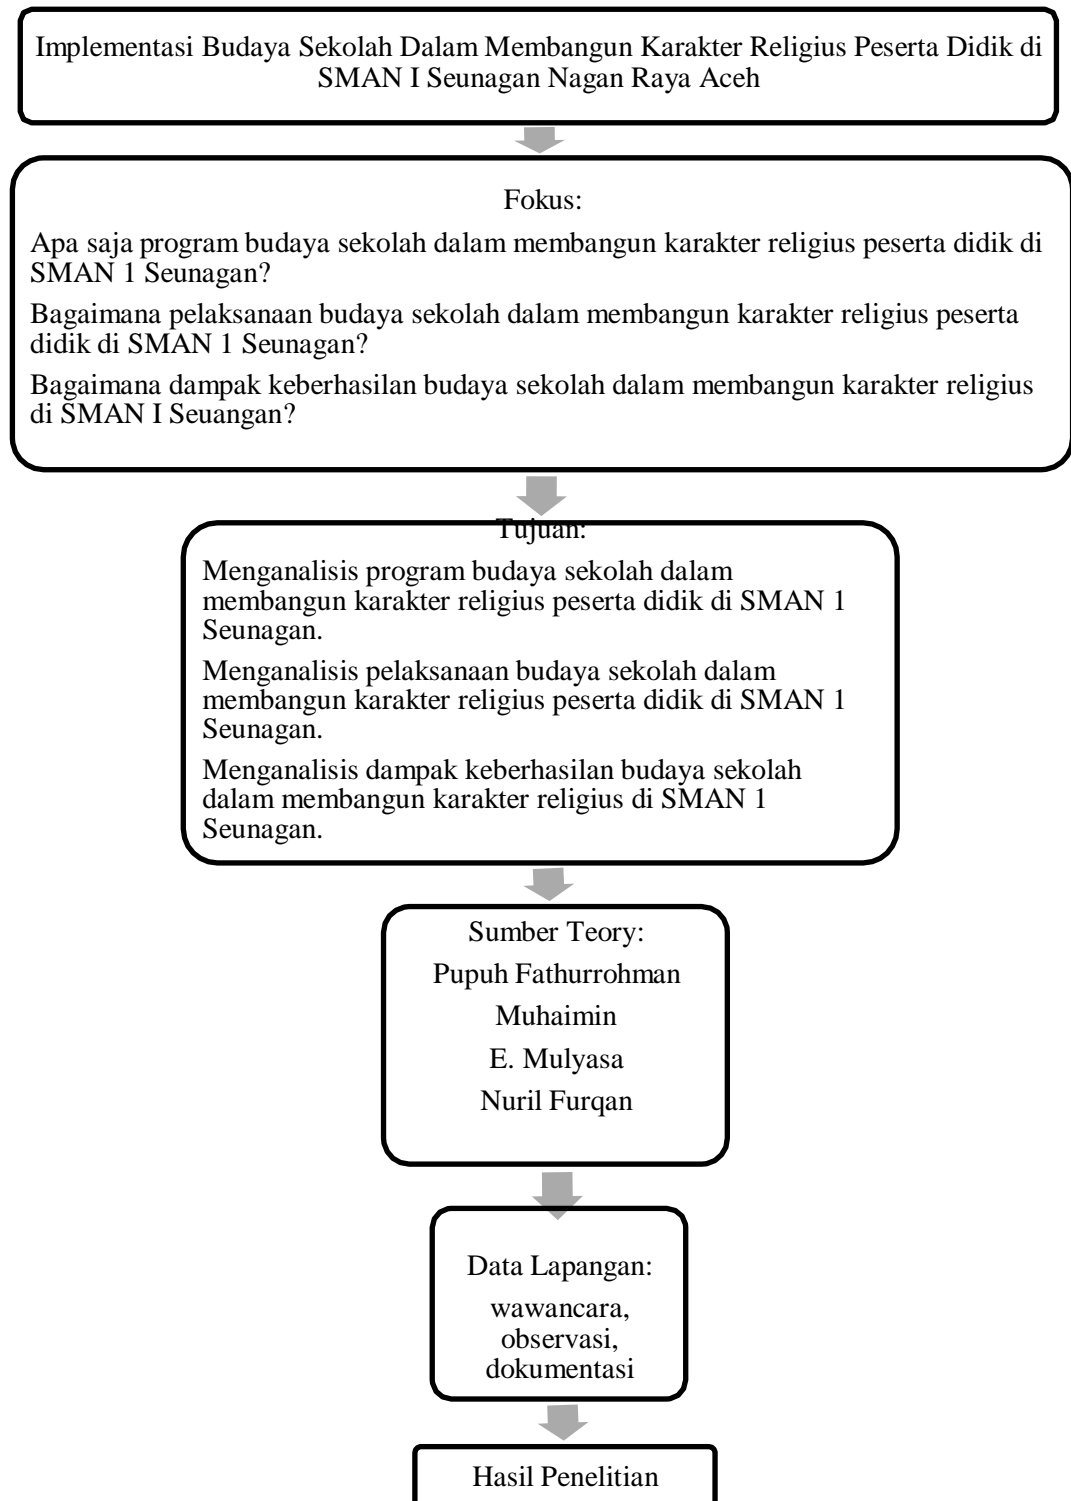 Implementasi Budaya Sekolah Dalam Membangun Karakter Religius Peserta Didik di
SMAN I Seunagan Nagan Raya Aceh
Fokus:
Apa saja program budaya sekolah dalam membangun karakter religius peserta didik di
SMAN 1 Seunagan?
Bagaimana pelaksanaan budaya sekolah dalam membangun karakter religius peserta
didik di SMAN 1 Seunagan?
Bagaimana dampak keberhasilan budaya sekolah dalam membangun karakter religius
di SMAN I Seuangan?
Tujuan:
Menganalisis program budaya sekolah dalam
membangun karakter religius peserta didik di SMAN 1
Seunagan.
Menganalisis pelaksanaan budaya sekolah dalam
membangun karakter religius peserta didik di SMAN 1
Seunagan.
Menganalisis dampak keberhasilan budaya sekolah
dalam membangun karakter religius di SMAN 1
Seunagan.
Sumber Teory:
Pupuh Fathurrohman
Muhaimin
E. Mulyasa
Nuril Furqan
Data Lapangan:
wawancara,
observasi,
dokumentasi
Hasil Penelitian